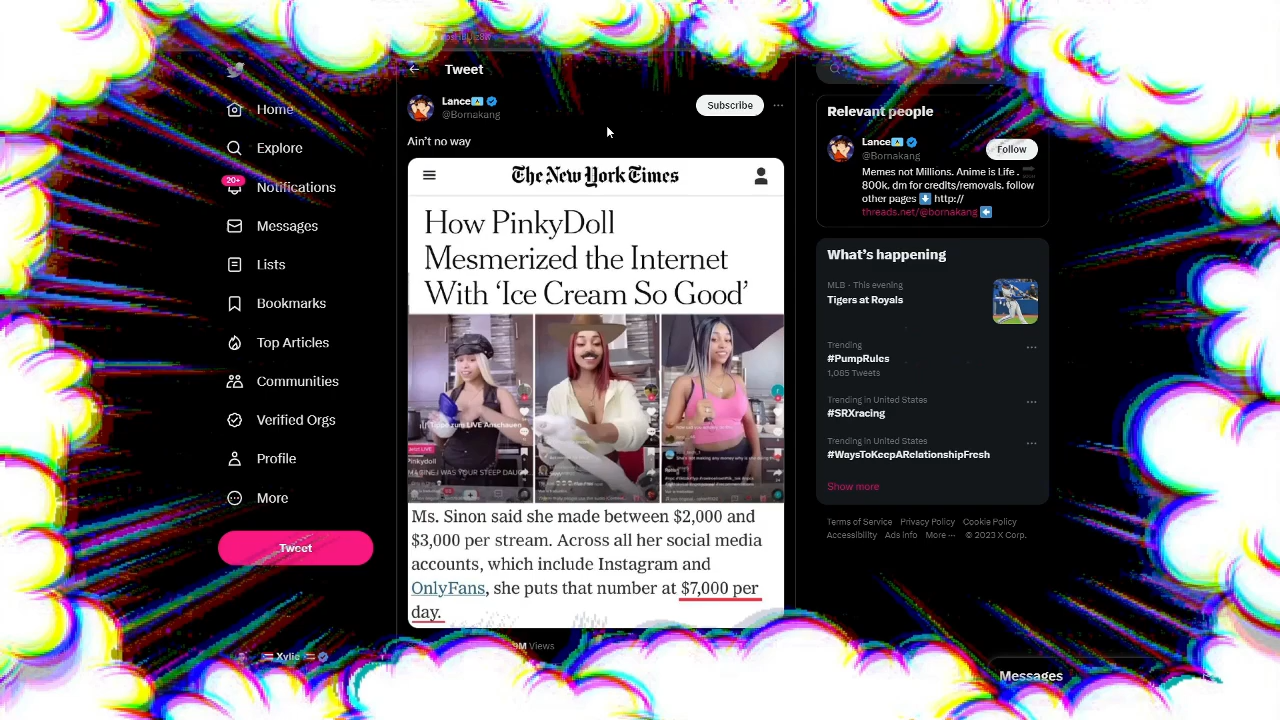 Tweet
Home
Explore
20+
Notifications
Messages
Lists
Bookmarks
Top Articles
Communities
Verified Orgs
Profile
More
Tweet
Xylie
Lance
@Bornakang
Subscribe
Ain't no way
The New York Times
How PinkyDoll
Mesmerized the Internet
With ‘Ice Cream So Good’
Pinkydoll
Ms. Sinon said she made between $2,000 and
$3,000 per stream. Across all her social media
accounts, which include Instagram and
OnlyFans, she puts that number at $7,000 per
day.
9M Views
Relevant people
Lance
@Bornakang
Follow
Memes not Millions. Anime is Life .
800k. dm for credits/removals. follow
other pages http://
threads.net/@bornakang
What's happening
MLB · This evening
Tigers at Royals
Trending
#PumpRules
1,085 Tweets
Trending in United States
#SRXracing
Trending in United States
#WaysToKeepARelationshipFresh
Show more
Terms of Service Privacy Policy Cookie Policy
Accessibility Ads info More ··· © 2023 X Corp.
Messages